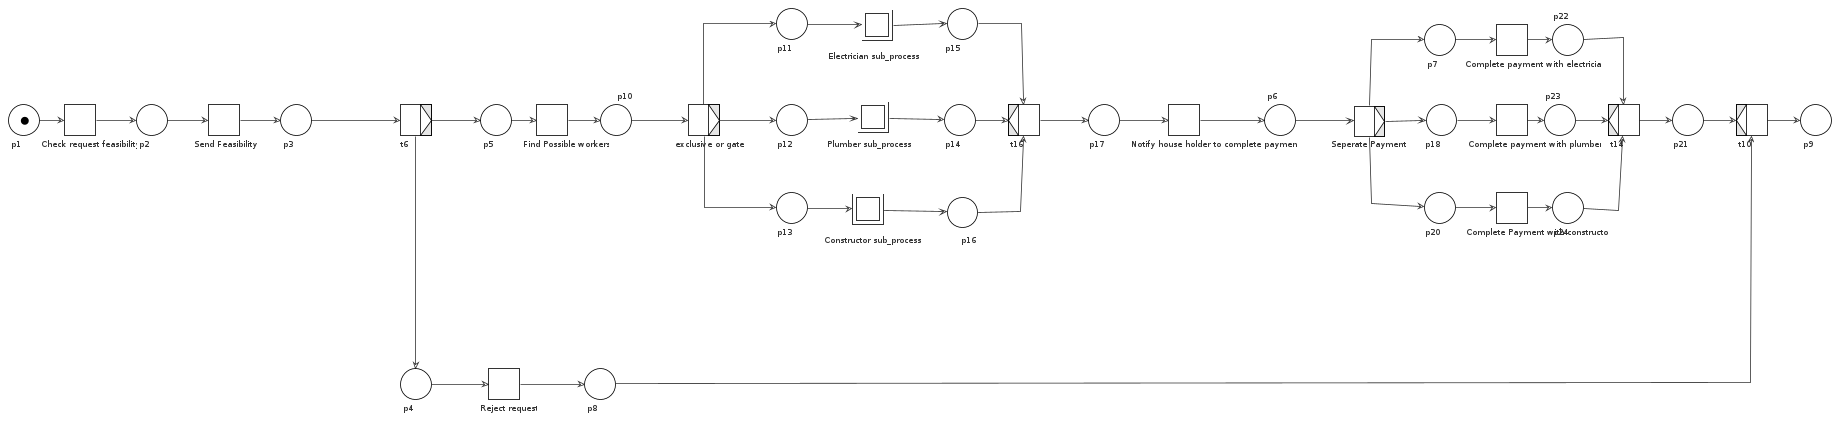 p22
p11
p15
Electrician sub_process
p7
Complete payment with electricia
p10
p6
p23
p1
Check request feasibility
p2
Send Feasibility
p3
t6
p5
Find Possible workers
exclusive or gate
p12
Plumber sub_process
p14
t16
p17
Notify house holder to complete paymen
Seperate Payment
p18
Complete payment with plumber
t14
p21
t10
p9
p13
Constructor sub_process
p16
p20
Complete Payment with constructo
p24
p4
Reject request
p8